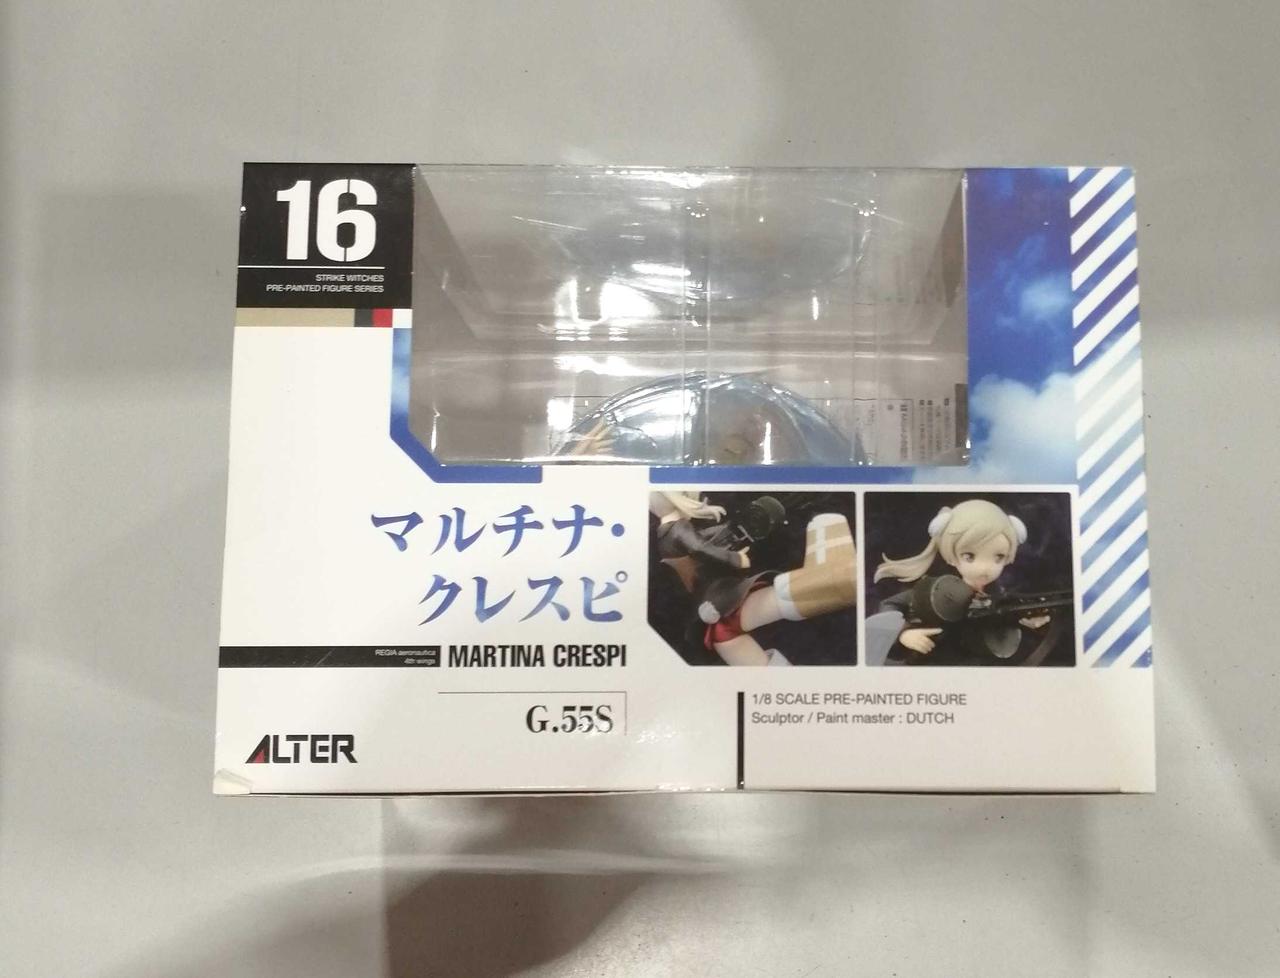 16
STRIKE WITCHES
PRE-PAINTED FIGURE SERIES
マルチナ・
クレスピ
REGIA aeronautica
4th wings
MARTINA CRESPI
G.55S
ALTER
1/8 SCALE PRE-PAINTED FIGURE
Sculptor / Paint master : DUTCH